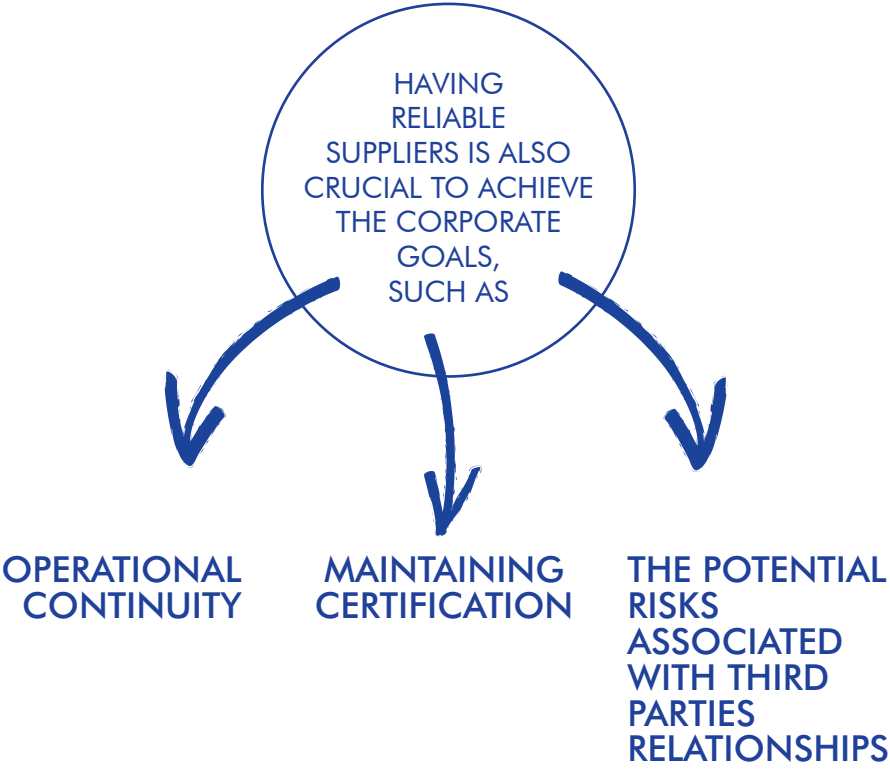 HAVING
RELIABLE
SUPPLIERS IS ALSO
CRUCIAL TO ACHIEVE
THE CORPORATE
GOALS,
SUCH AS
OPERATIONAL
CONTINUITY
MAINTAINING
CERTIFICATION
THE POTENTIAL
RISKS
ASSOCIATED
WITH THIRD
PARTIES
RELATIONSHIPS